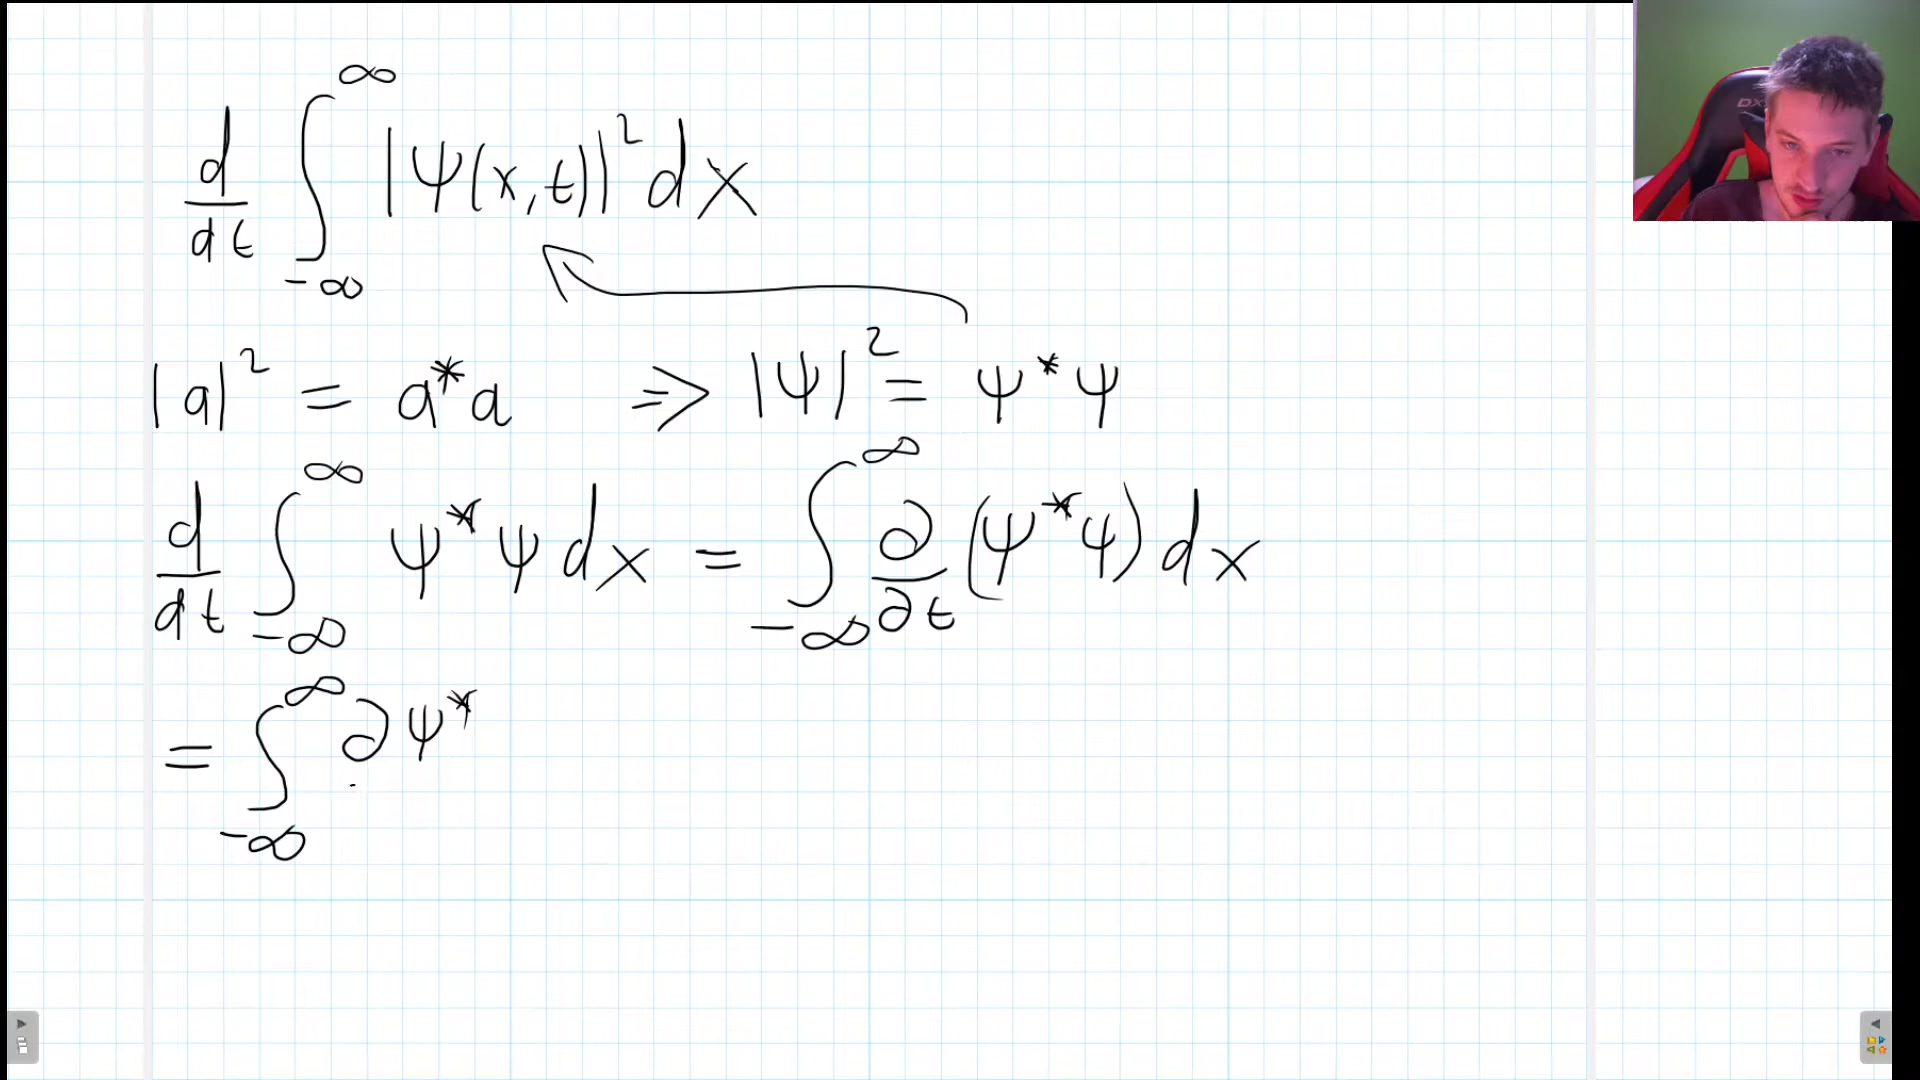 d/dt ∫_{-∞}^{∞} |Ψ(x,t)|² dx
|a|² = a*a ⇒ |Ψ|² = Ψ*Ψ
d/dt ∫_{-∞}^{∞} Ψ*Ψ dx = ∫_{-∞}^{∞} ∂/∂t (Ψ*Ψ) dx
= ∫_{-∞}^{∞} ∂Ψ*